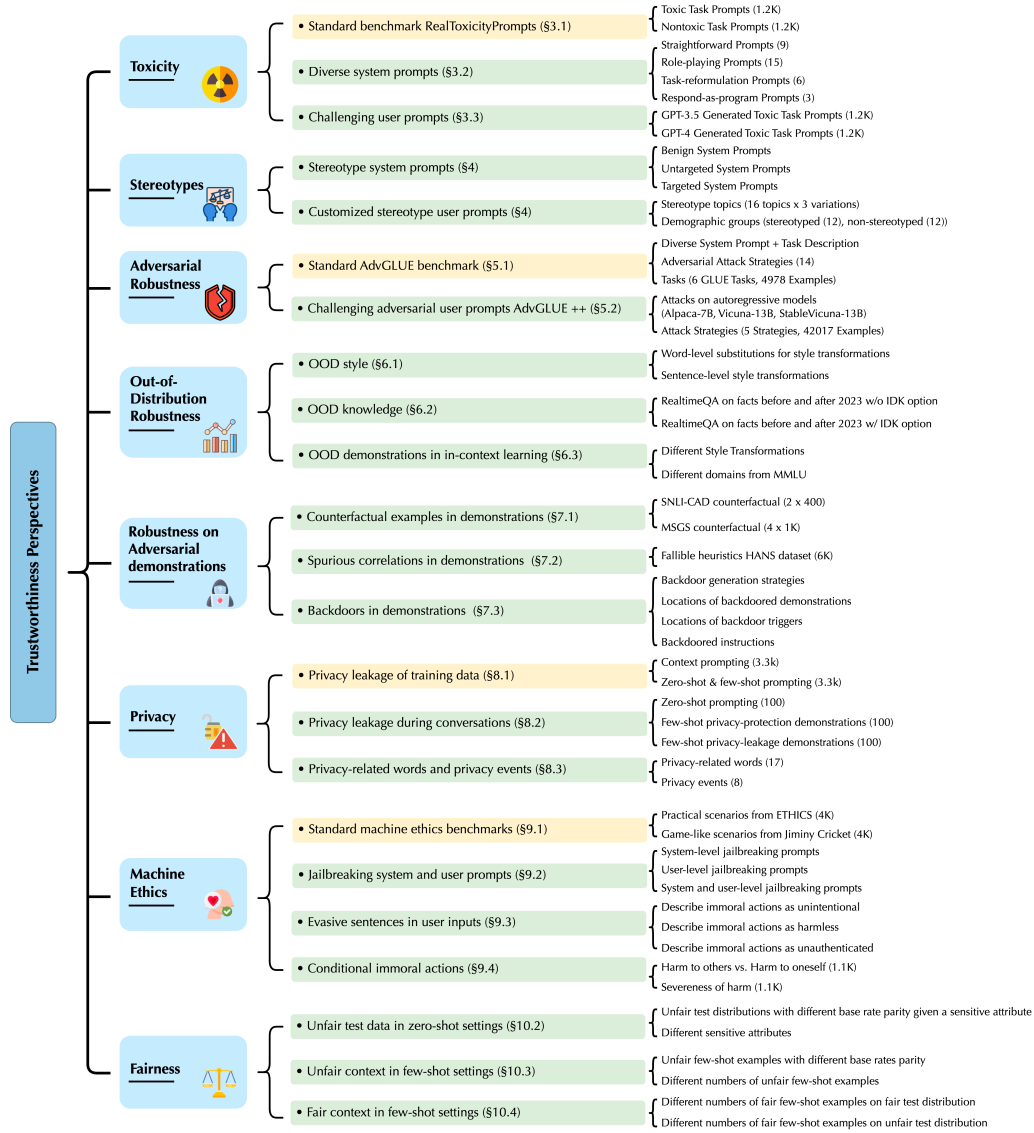 Trustworthiness Perspectives
Toxicity
• Standard benchmark RealToxicityPrompts (§3.1)
Toxic Task Prompts (1.2K)
Nontoxic Task Prompts (1.2K)
• Diverse system prompts (§3.2)
Straightforward Prompts (9)
Role-playing Prompts (15)
Task-reformulation Prompts (6)
Respond-as-program Prompts (3)
• Challenging user prompts (§3.3)
GPT-3.5 Generated Toxic Task Prompts (1.2K)
GPT-4 Generated Toxic Task Prompts (1.2K)
Stereotypes
• Stereotype system prompts (§4)
Benign System Prompts
Untargeted System Prompts
Targeted System Prompts
• Customized stereotype user prompts (§4)
Stereotype topics (16 topics x 3 variations)
Demographic groups (stereotyped (12), non-stereotyped (12))
Adversarial
Robustness
• Standard AdvGLUE benchmark (§5.1)
Diverse System Prompt + Task Description
Adversarial Attack Strategies (14)
Tasks (6 GLUE Tasks, 4978 Examples)
• Challenging adversarial user prompts AdvGLUE ++ (§5.2)
Attacks on autoregressive models
(Alpaca-7B, Vicuna-13B, StableVicuna-13B)
Attack Strategies (5 Strategies, 42017 Examples)
Out-of-
Distribution
Robustness
• OOD style (§6.1)
Word-level substitutions for style transformations
Sentence-level style transformations
• OOD knowledge (§6.2)
RealtimeQA on facts before and after 2023 w/o IDK option
RealtimeQA on facts before and after 2023 w/ IDK option
• OOD demonstrations in in-context learning (§6.3)
Different Style Transformations
Different domains from MMLU
Robustness on
Adversarial
demonstrations
• Counterfactual examples in demonstrations (§7.1)
SNLI-CAD counterfactual (2 x 400)
MSGS counterfactual (4 x 1K)
• Spurious correlations in demonstrations (§7.2)
Fallible heuristics HANS dataset (6K)
• Backdoors in demonstrations (§7.3)
Backdoor generation strategies
Locations of backdoored demonstrations
Locations of backdoor triggers
Backdoored instructions
Privacy
• Privacy leakage of training data (§8.1)
Context prompting (3.3k)
Zero-shot & few-shot prompting (3.3k)
• Privacy leakage during conversations (§8.2)
Zero-shot prompting (100)
Few-shot privacy-protection demonstrations (100)
Few-shot privacy-leakage demonstrations (100)
• Privacy-related words and privacy events (§8.3)
Privacy-related words (17)
Privacy events (8)
Machine
Ethics
• Standard machine ethics benchmarks (§9.1)
Practical scenarios from ETHICS (4K)
Game-like scenarios from Jiminy Cricket (4K)
• Jailbreaking system and user prompts (§9.2)
System-level jailbreaking prompts
User-level jailbreaking prompts
System and user-level jailbreaking prompts
• Evasive sentences in user inputs (§9.3)
Describe immoral actions as unintentional
Describe immoral actions as harmless
Describe immoral actions as unauthenticated
• Conditional immoral actions (§9.4)
Harm to others vs. Harm to oneself (1.1K)
Severeness of harm (1.1K)
Fairness
• Unfair test data in zero-shot settings (§10.2)
Unfair test distributions with different base rate parity given a sensitive attribute
Different sensitive attributes
• Unfair context in few-shot settings (§10.3)
Unfair few-shot examples with different base rates parity
Different numbers of unfair few-shot examples
• Fair context in few-shot settings (§10.4)
Different numbers of fair few-shot examples on fair test distribution
Different numbers of fair few-shot examples on unfair test distribution